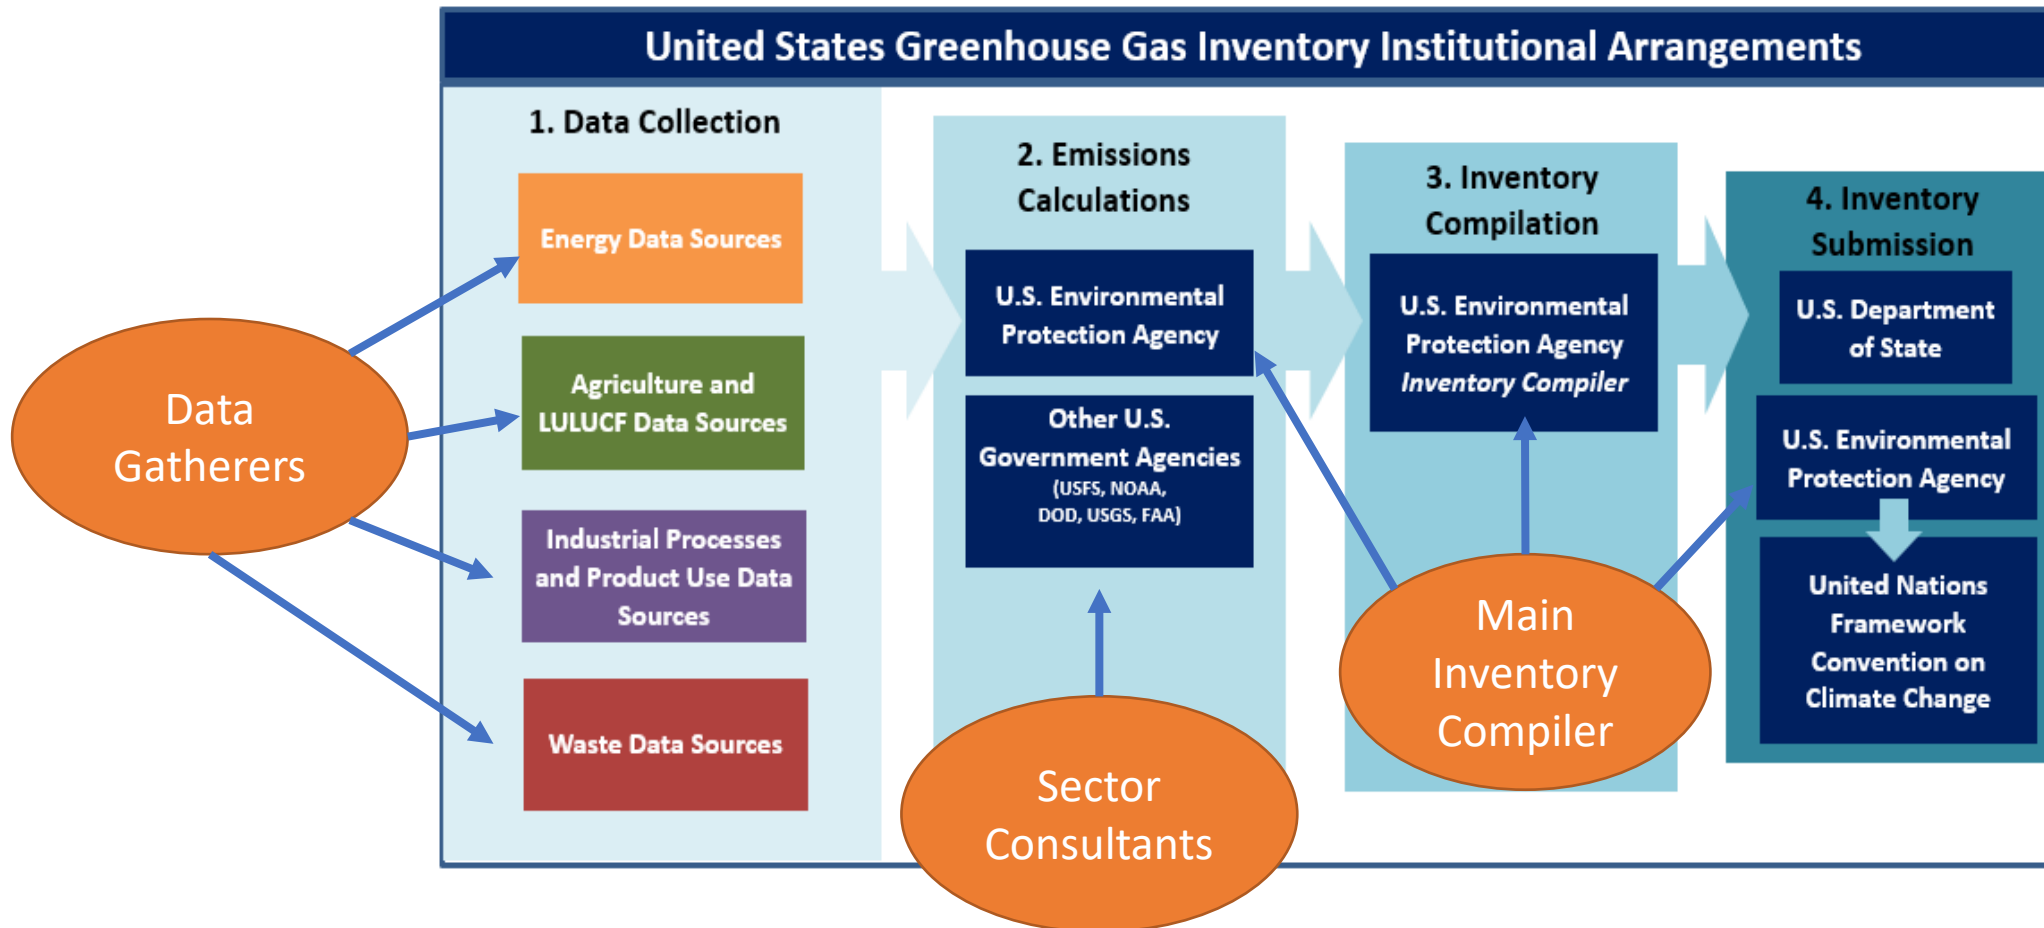 United States Greenhouse Gas Inventory Institutional Arrangements
1. Data Collection
Energy Data Sources
Agriculture and
LULUCF Data Sources
Industrial Processes
and Product Use Data
Sources
Waste Data Sources
2. Emissions
Calculations
U.S. Environmental
Protection Agency
Other U.S.
Government Agencies
(USFS, NOAA,
DOD, USGS, FAA)
3. Inventory
Compilation
U.S. Environmental
Protection Agency
Inventory Compiler
4. Inventory
Submission
U.S. Department
of State
U.S. Environmental
Protection Agency
United Nations
Framework
Convention on
Climate Change
Data
Gatherers
Sector
Consultants
Main
Inventory
Compiler